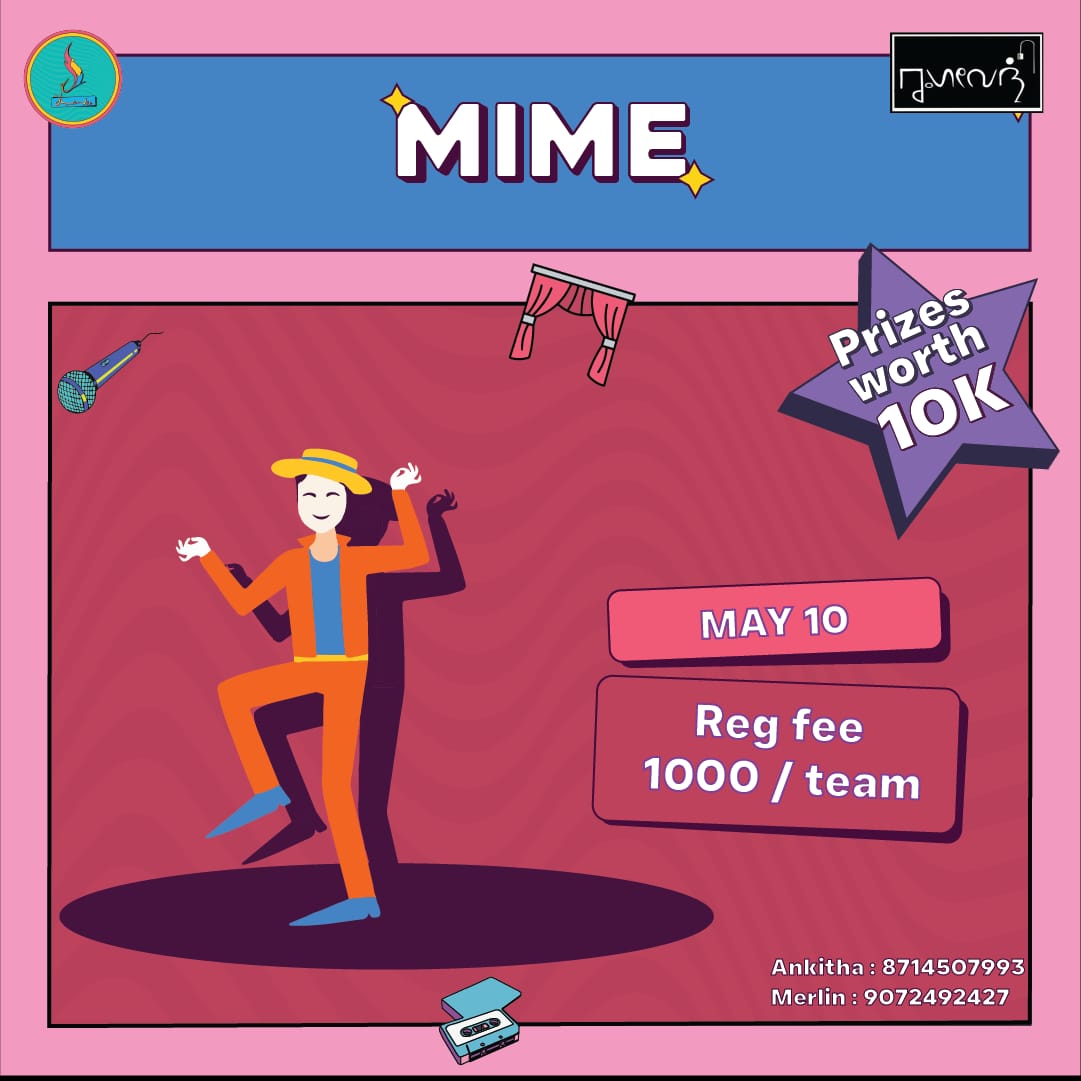 MIME
Prizes
worth
10K
MAY 10
Reg fee
1000 / team
Ankitha : 8714507993
Merlin : 9072492427